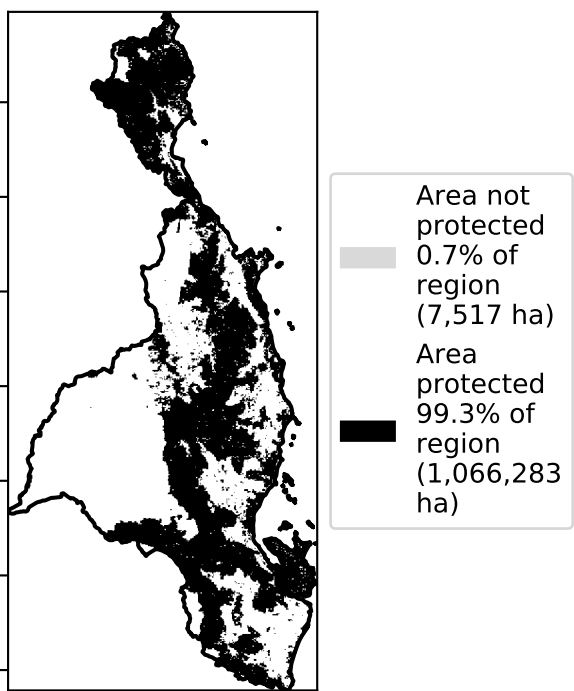 Area not
protected
0.7% of
region
(7,517 ha)
Area
protected
99.3% of
region
(1,066,283
ha)